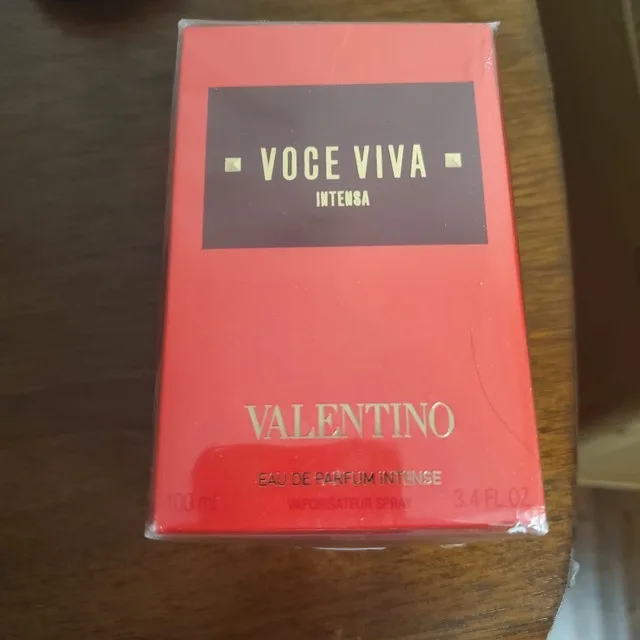 VOCE VIVA
INTENSA
VALENTINO
EAU DE PARFUM INTENSE
100 ml VAPORISATEUR SPRAY 3.4 FL.OZ